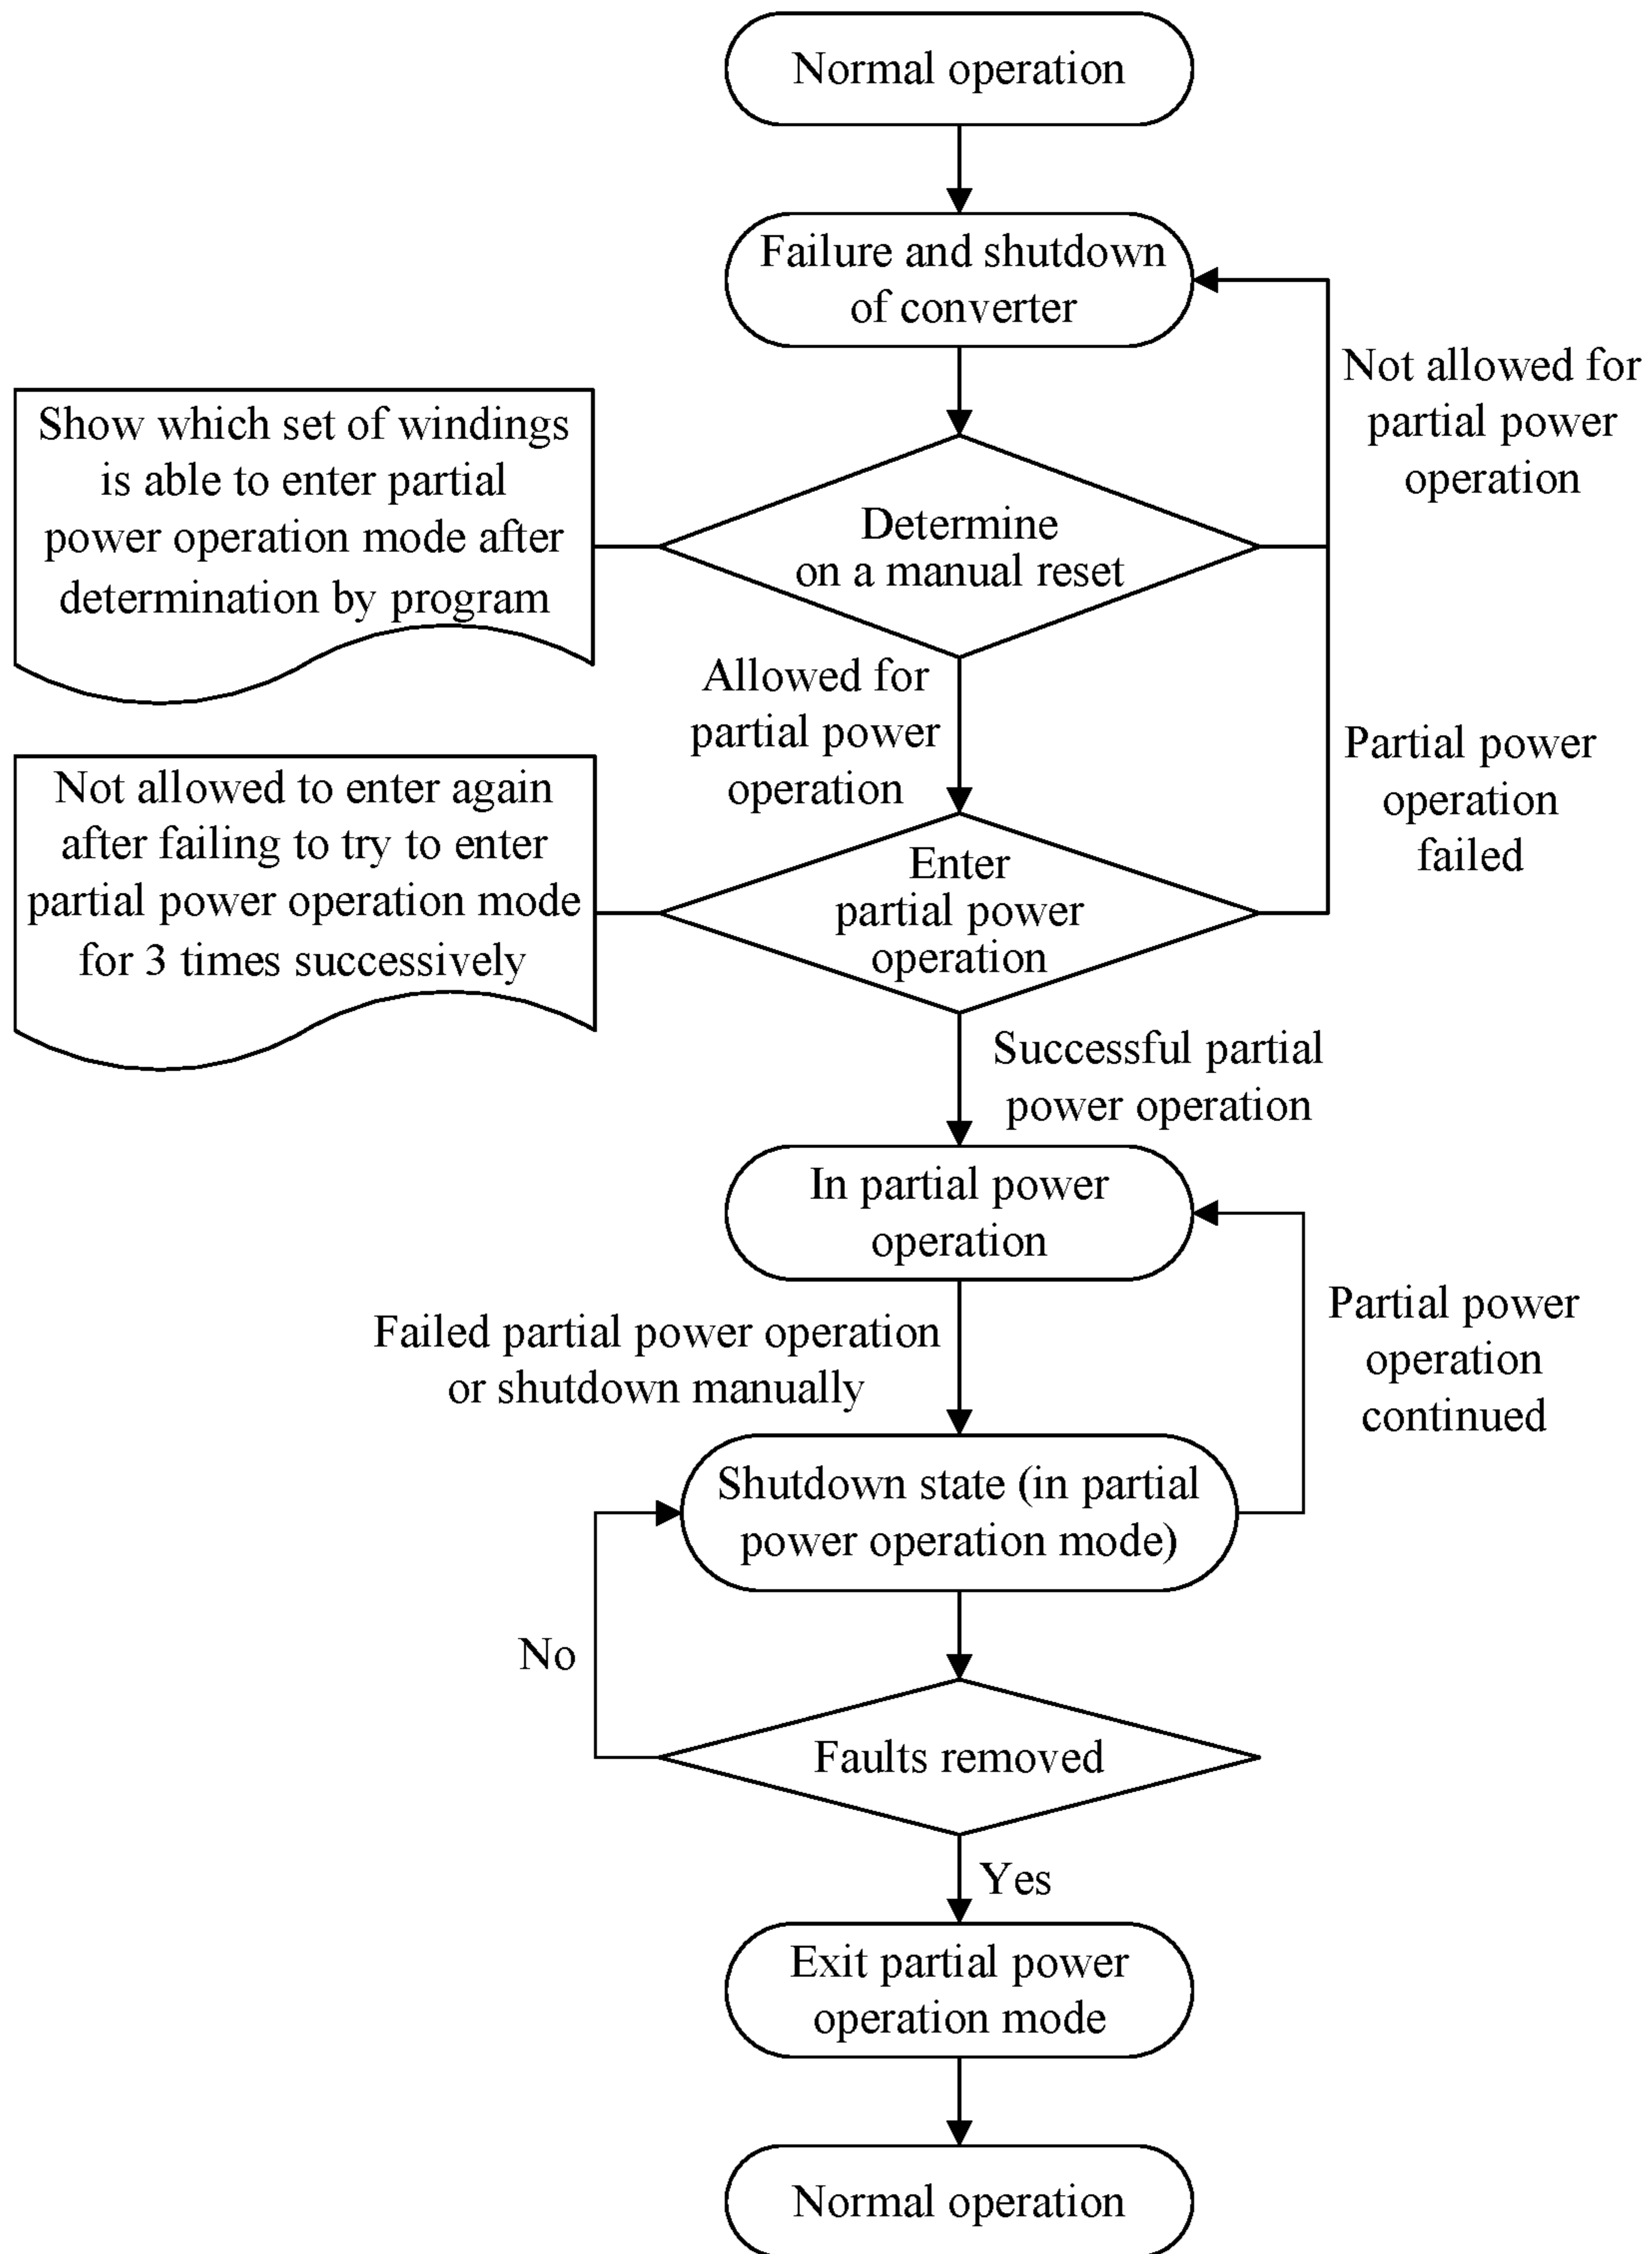 Normal operation
Failure and shutdown
of converter
Not allowed for
partial power
operation
Show which set of windings
is able to enter partial
power operation mode after
determination by program
Determine
on a manual reset
Allowed for
partial power
operation
Partial power
operation
failed
Not allowed to enter again
after failing to try to enter
partial power operation mode
for 3 times successively
Enter
partial power
operation
Successful partial
power operation
In partial power
operation
Failed partial power operation
or shutdown manually
Partial power
operation
continued
Shutdown state (in partial
power operation mode)
No
Faults removed
Yes
Exit partial power
operation mode
Normal operation